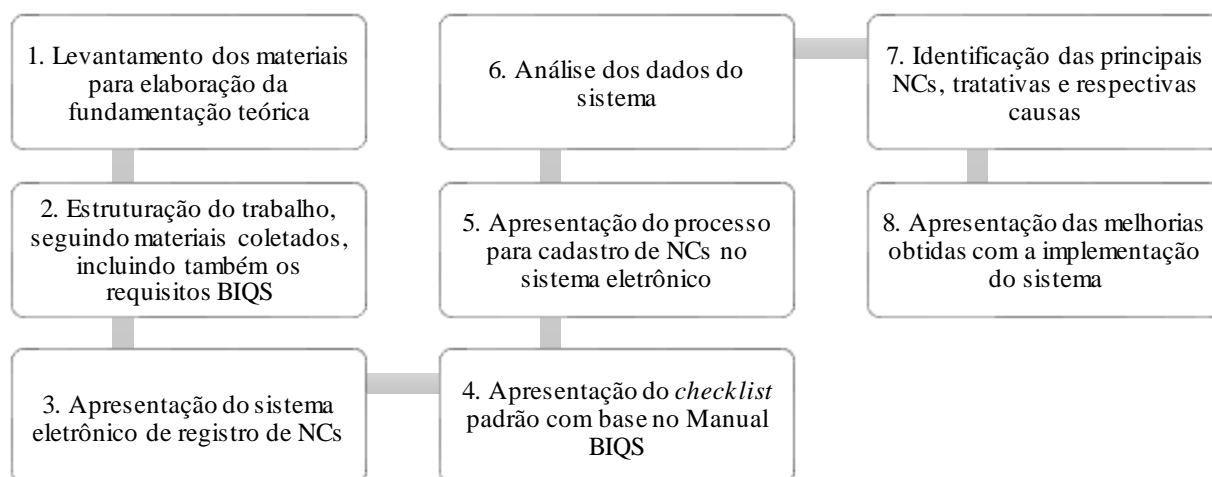 1. Levantamento dos materiais
para elaboração da
fundamentação teórica
2. Estruturação do trabalho,
seguindo materiais coletados,
incluindo também os
requisitos BIQS
3. Apresentação do sistema
eletrônico de registro de NCs
4. Apresentação do checklist
padrão com base no Manual
BIQS
5. Apresentação do processo
para cadastro de NCs no
sistema eletrônico
6. Análise dos dados do
sistema
7. Identificação das principais
NCs, tratativas e respectivas
causas
8. Apresentação das melhorias
obtidas com a implementação
do sistema